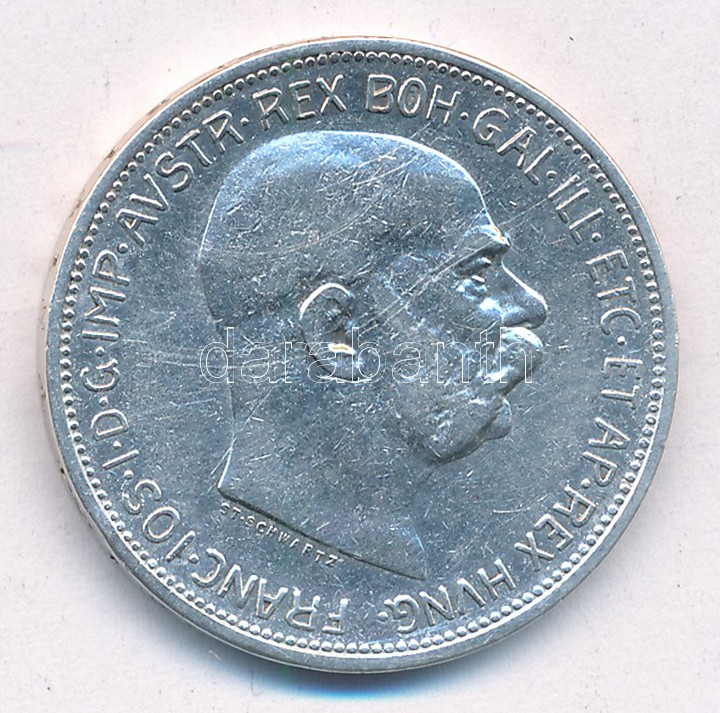 FRANC·IOS·I·D·G·IMP·AVSTR·REX BOH·GAL·ILL·ETC·ET AP·REX HVNG·
ST·SCHWARTZ
darabanth